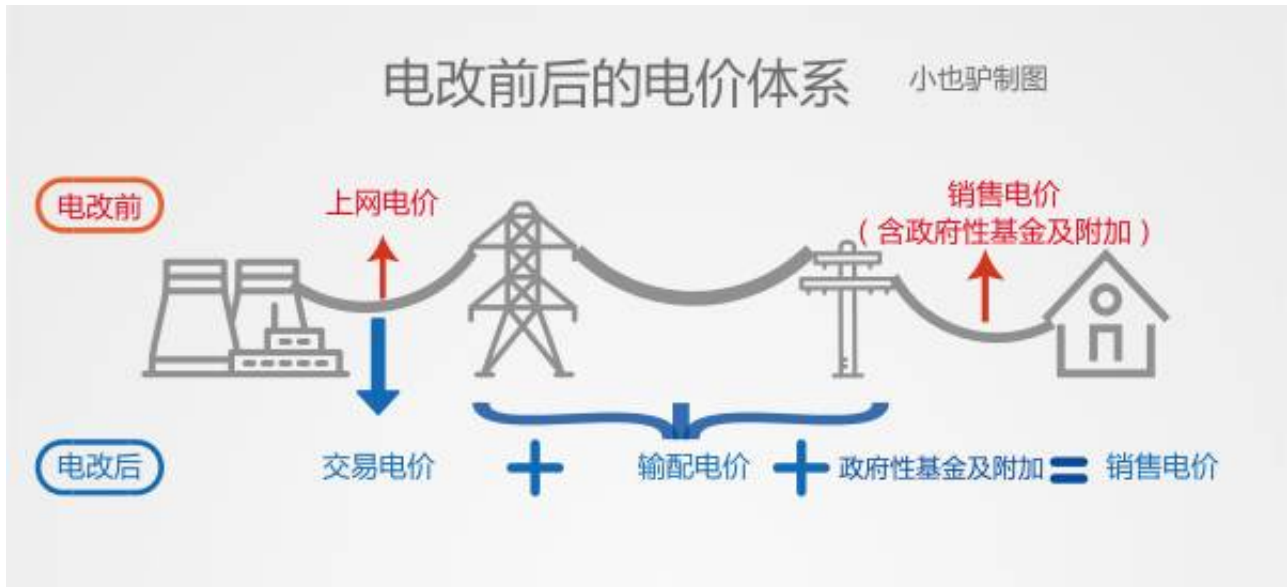 电改前后的电价体系 小也驴制图
电改前
上网电价
销售电价
（含政府性基金及附加）
电改后
交易电价 + 输配电价 + 政府性基金及附加 = 销售电价